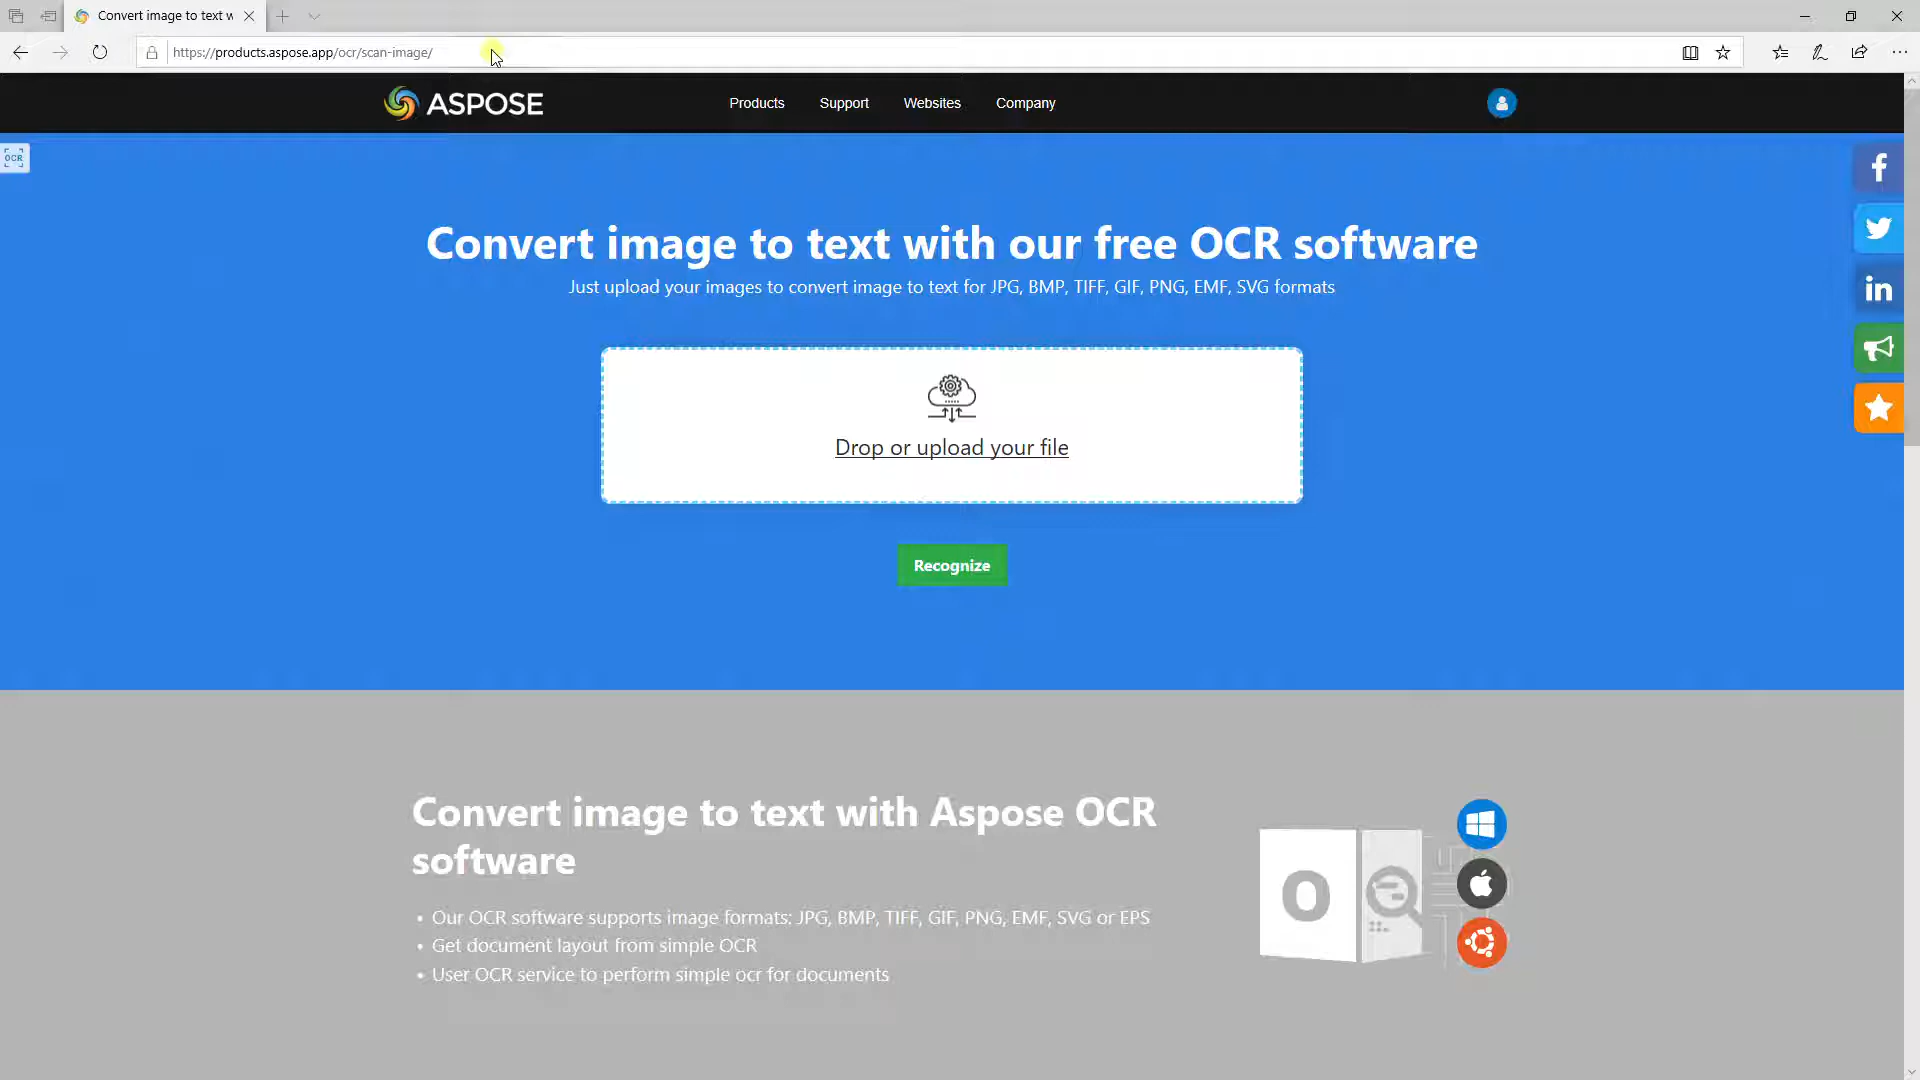 Convert image to text w
https://products.aspose.app/ocr/scan-image/
ASPOSE
Products
Support
Websites
Company
OCR
Convert image to text with our free OCR software
Just upload your images to convert image to text for JPG, BMP, TIFF, GIF, PNG, EMF, SVG formats
Drop or upload your file
Recognize
Convert image to text with Aspose OCR
software
• Our OCR software supports image formats: JPG, BMP, TIFF, GIF, PNG, EMF, SVG or EPS
• Get document layout from simple OCR
• User OCR service to perform simple ocr for documents
O